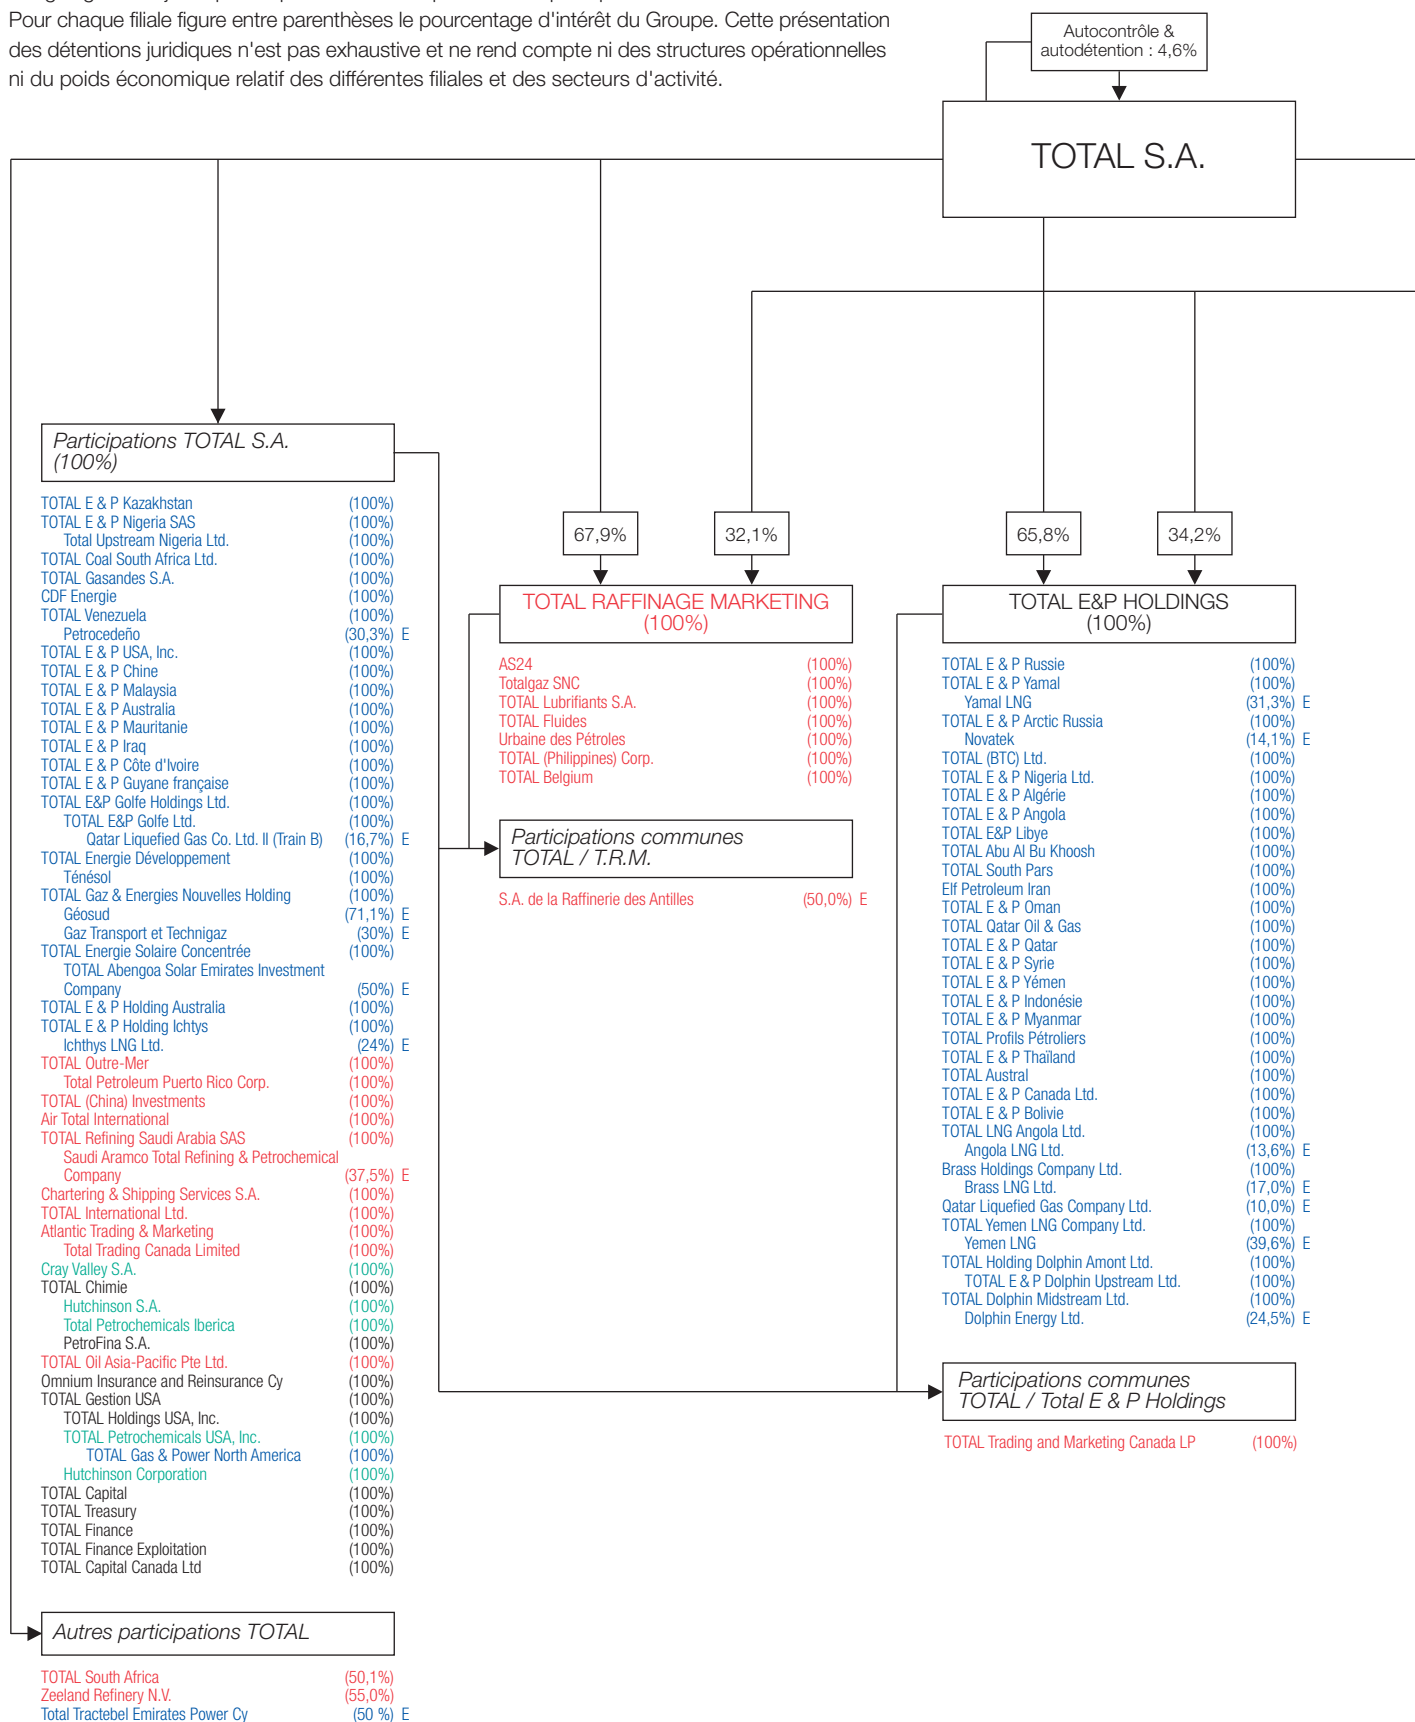 Pour chaque filiale figure entre parenthèses le pourcentage d'intérêt du Groupe. Cette présentation
des détentions juridiques n'est pas exhaustive et ne rend compte ni des structures opérationnelles
ni du poids économique relatif des différentes filiales et des secteurs d'activité.
Autocontrôle &
autodétention : 4,6%
TOTAL S.A.
Participations TOTAL S.A.
(100%)
TOTAL E & P Kazakhstan (100%)
TOTAL E & P Nigeria SAS (100%)
Total Upstream Nigeria Ltd. (100%)
TOTAL Coal South Africa Ltd. (100%)
TOTAL Gasandes S.A. (100%)
CDF Energie (100%)
TOTAL Venezuela (100%)
Petrocedeño (30,3%) E
TOTAL E & P USA, Inc. (100%)
TOTAL E & P Chine (100%)
TOTAL E & P Malaysia (100%)
TOTAL E & P Australia (100%)
TOTAL E & P Mauritanie (100%)
TOTAL E & P Iraq (100%)
TOTAL E & P Côte d'Ivoire (100%)
TOTAL E & P Guyane française (100%)
TOTAL E&P Golfe Holdings Ltd. (100%)
TOTAL E&P Golfe Ltd. (100%)
Qatar Liquefied Gas Co. Ltd. II (Train B) (16,7%) E
TOTAL Energie Développement (100%)
Ténésol (100%)
TOTAL Gaz & Energies Nouvelles Holding (100%)
Géosud (71,1%) E
Gaz Transport et Technigaz (30%) E
TOTAL Energie Solaire Concentrée (100%)
TOTAL Abengoa Solar Emirates Investment
Company (50%) E
TOTAL E & P Holding Australia (100%)
TOTAL E & P Holding Ichtys (100%)
Ichthys LNG Ltd. (24%) E
TOTAL Outre-Mer (100%)
Total Petroleum Puerto Rico Corp. (100%)
TOTAL (China) Investments (100%)
Air Total International (100%)
TOTAL Refining Saudi Arabia SAS (100%)
Saudi Aramco Total Refining & Petrochemical
Company (37,5%) E
Chartering & Shipping Services S.A. (100%)
TOTAL International Ltd. (100%)
Atlantic Trading & Marketing (100%)
Total Trading Canada Limited (100%)
Cray Valley S.A. (100%)
TOTAL Chimie (100%)
Hutchinson S.A. (100%)
Total Petrochemicals Iberica (100%)
PetroFina S.A. (100%)
TOTAL Oil Asia-Pacific Pte Ltd. (100%)
Omnium Insurance and Reinsurance Cy (100%)
TOTAL Gestion USA (100%)
TOTAL Holdings USA, Inc. (100%)
TOTAL Petrochemicals USA, Inc. (100%)
TOTAL Gas & Power North America (100%)
Hutchinson Corporation (100%)
TOTAL Capital (100%)
TOTAL Treasury (100%)
TOTAL Finance (100%)
TOTAL Finance Exploitation (100%)
TOTAL Capital Canada Ltd (100%)
Autres participations TOTAL
TOTAL South Africa (50,1%)
Zeeland Refinery N.V. (55,0%)
Total Tractebel Emirates Power Cy (50 %) E
67,9%
32,1%
TOTAL RAFFINAGE MARKETING
(100%)
AS24 (100%)
Totalgaz SNC (100%)
TOTAL Lubrifiants S.A. (100%)
TOTAL Fluides (100%)
Urbaine des Pétroles (100%)
TOTAL (Philippines) Corp. (100%)
TOTAL Belgium (100%)
Participations communes
TOTAL / T.R.M.
S.A. de la Raffinerie des Antilles (50,0%) E
65,8%
34,2%
TOTAL E&P HOLDINGS
(100%)
TOTAL E & P Russie (100%)
TOTAL E & P Yamal (100%)
Yamal LNG (31,3%) E
TOTAL E & P Arctic Russia (100%)
Novatek (14,1%) E
TOTAL (BTC) Ltd. (100%)
TOTAL E & P Nigeria Ltd. (100%)
TOTAL E & P Algérie (100%)
TOTAL E & P Angola (100%)
TOTAL E&P Libye (100%)
TOTAL Abu Al Bu Khoosh (100%)
TOTAL South Pars (100%)
Elf Petroleum Iran (100%)
TOTAL E & P Oman (100%)
TOTAL Qatar Oil & Gas (100%)
TOTAL E & P Qatar (100%)
TOTAL E & P Syrie (100%)
TOTAL E & P Yémen (100%)
TOTAL E & P Indonésie (100%)
TOTAL E & P Myanmar (100%)
TOTAL Profils Pétroliers (100%)
TOTAL E & P Thaïland (100%)
TOTAL Austral (100%)
TOTAL E & P Canada Ltd. (100%)
TOTAL E & P Bolivie (100%)
TOTAL LNG Angola Ltd. (100%)
Angola LNG Ltd. (13,6%) E
Brass Holdings Company Ltd. (100%)
Brass LNG Ltd. (17,0%) E
Qatar Liquefied Gas Company Ltd. (10,0%) E
TOTAL Yemen LNG Company Ltd. (100%)
Yemen LNG (39,6%) E
TOTAL Holding Dolphin Amont Ltd. (100%)
TOTAL E & P Dolphin Upstream Ltd. (100%)
TOTAL Dolphin Midstream Ltd. (100%)
Dolphin Energy Ltd. (24,5%) E
Participations communes
TOTAL / Total E & P Holdings
TOTAL Trading and Marketing Canada LP (100%)